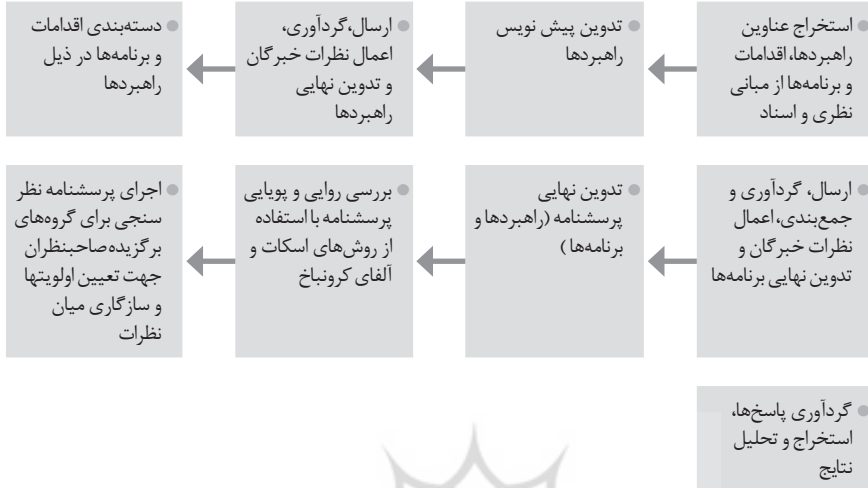 استخراج عناوین
راهبردها،اقدامات
و برنامه‌ها از مبانی
نظری و اسناد
تدوین پیش نویس
راهبردها
ارسال،گردآوری،
اعمال نظرات خبرگان
و تدوین نهایی
راهبردها
دسته‌بندی اقدامات
و برنامه‌ها در ذیل
راهبردها
ارسال، گردآوری و
جمع‌بندی،اعمال
نظرات خبرگان و
تدوین نهایی برنامه‌ها
تدوین نهایی
پرسشنامه (راهبردها و
برنامه‌ها )
بررسی روایی و پویایی
پرسشنامه با استفاده
از روش‌های اسکات و
آلفای کرونباخ
اجرای پرسشنامه نظر
سنجی برای گروه‌های
برگزیده‌صاحبنظران
جهت تعیین اولویتها
و سازگاری میان
نظرات
گردآوری پاسخ‌ها،
استخراج و تحلیل
نتایج